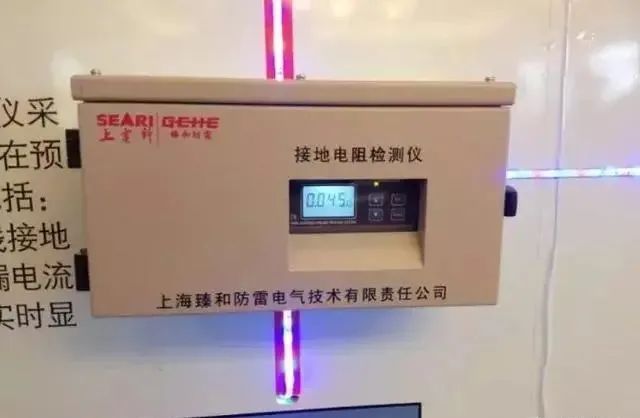 仪采
在预
括：
接地
漏电流
实时显
SEARI GEHE
上电科 臻和防雷
接地电阻检测仪
0.045
上海臻和防雷电气技术有限责任公司